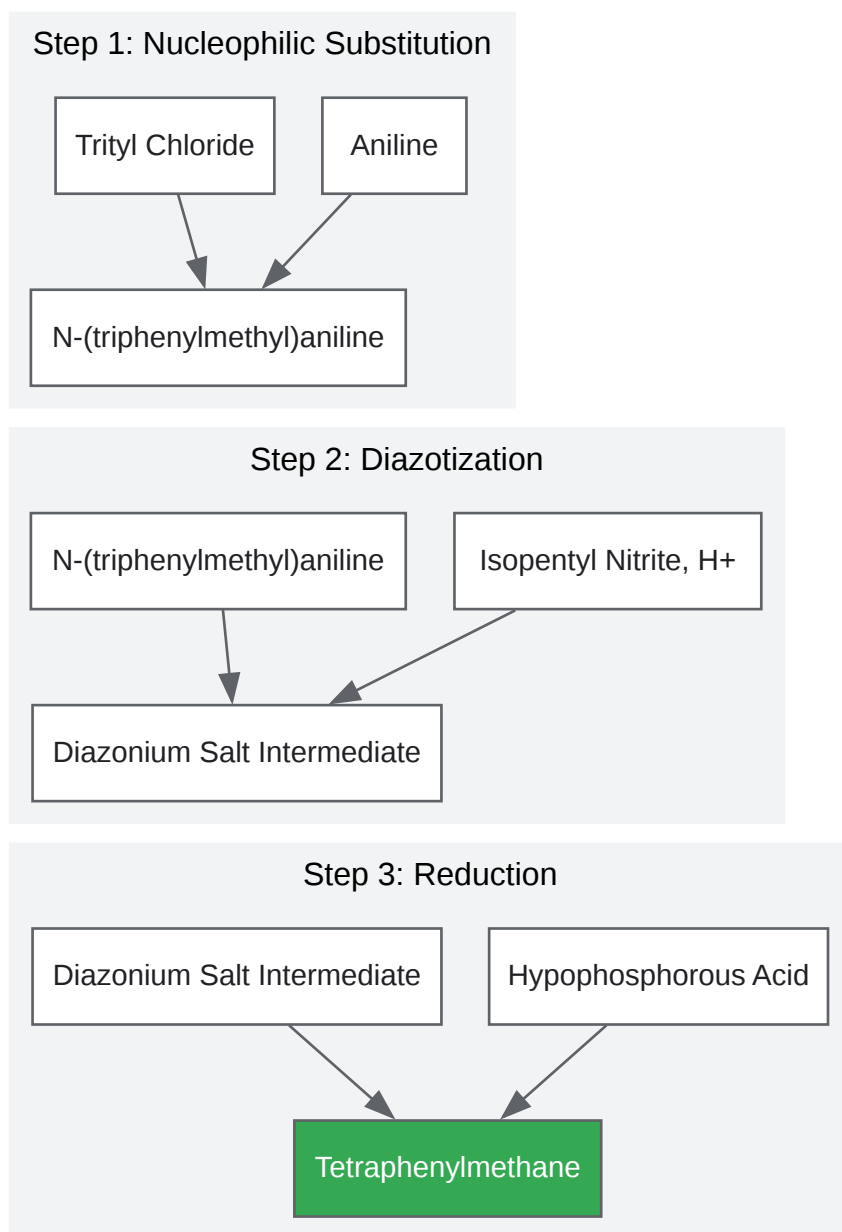 Step 1: Nucleophilic Substitution
Trityl Chloride
Aniline
N-(triphenylmethyl)aniline
Step 2: Diazotization
N-(triphenylmethyl)aniline
Isopentyl Nitrite, H+
Diazonium Salt Intermediate
Step 3: Reduction
Diazonium Salt Intermediate
Hypophosphorous Acid
Tetraphenylmethane